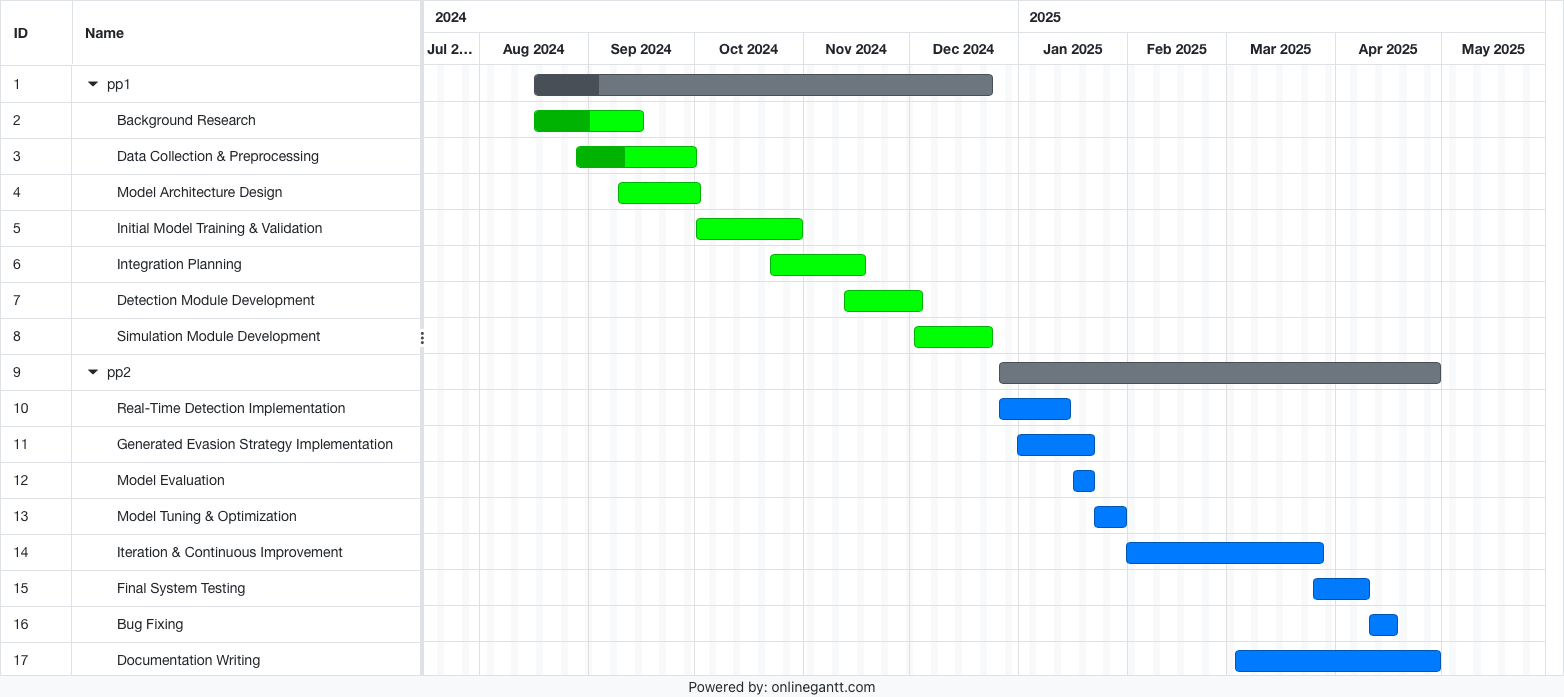 2024 2025
ID Name
Jul 2... Aug 2024 Sep 2024 Oct 2024 Nov 2024 Dec 2024 Jan 2025 Feb 2025 Mar 2025 Apr 2025 May 2025
1 pp1
2 Background Research
3 Data Collection & Preprocessing
4 Model Architecture Design
5 Initial Model Training & Validation
6 Integration Planning
7 Detection Module Development
8 Simulation Module Development
9 pp2
10 Real-Time Detection Implementation
11 Generated Evasion Strategy Implementation
12 Model Evaluation
13 Model Tuning & Optimization
14 Iteration & Continuous Improvement
15 Final System Testing
16 Bug Fixing
17 Documentation Writing
Powered by: onlinegantt.com